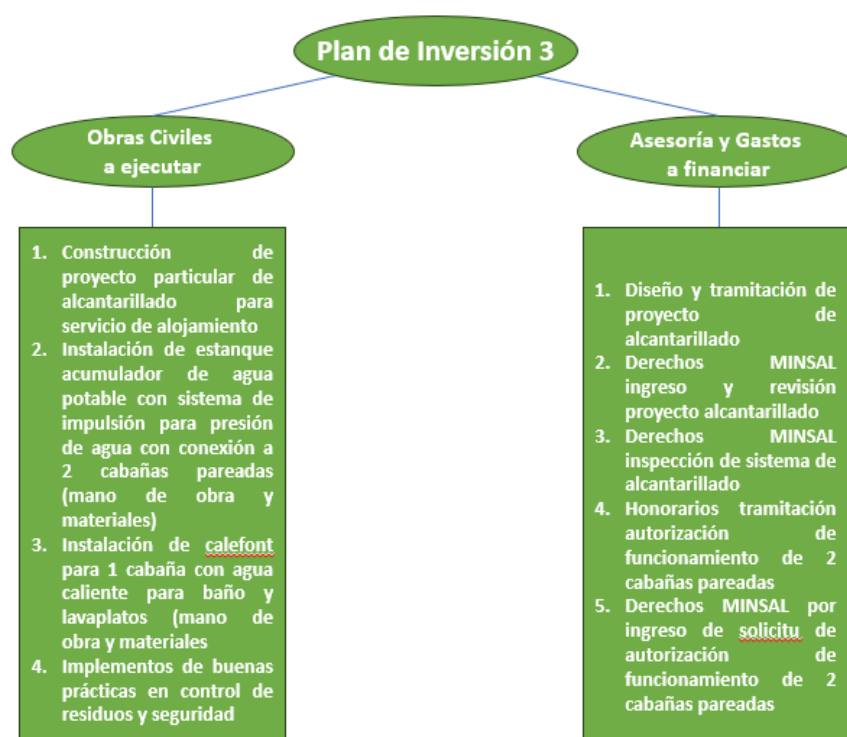 Plan de Inversión 3
Obras Civiles
a ejecutar
1. Construcción de
proyecto particular de
alcantarillado para
servicio de alojamiento
2. Instalación de estanque
acumulador de agua
potable con sistema de
impulsión para presión
de agua con conexión a
2 cabañas pareadas
(mano de obra y
materiales)
3. Instalación de calefont
para 1 cabaña con agua
caliente para baño y
lavaplatos (mano de
obra y materiales
4. Implementos de buenas
prácticas en control de
residuos y seguridad
Asesoría y Gastos
a financiar
1. Diseño y tramitación de
proyecto de
alcantarillado
2. Derechos MINSAL
ingreso y revisión
proyecto alcantarillado
3. Derechos MINSAL
inspección de sistema de
alcantarillado
4. Honorarios tramitación
autorización de
funcionamiento de 2
cabañas pareadas
5. Derechos MINSAL por
ingreso de solicitu de
autorización de
funcionamiento de 2
cabañas pareadas